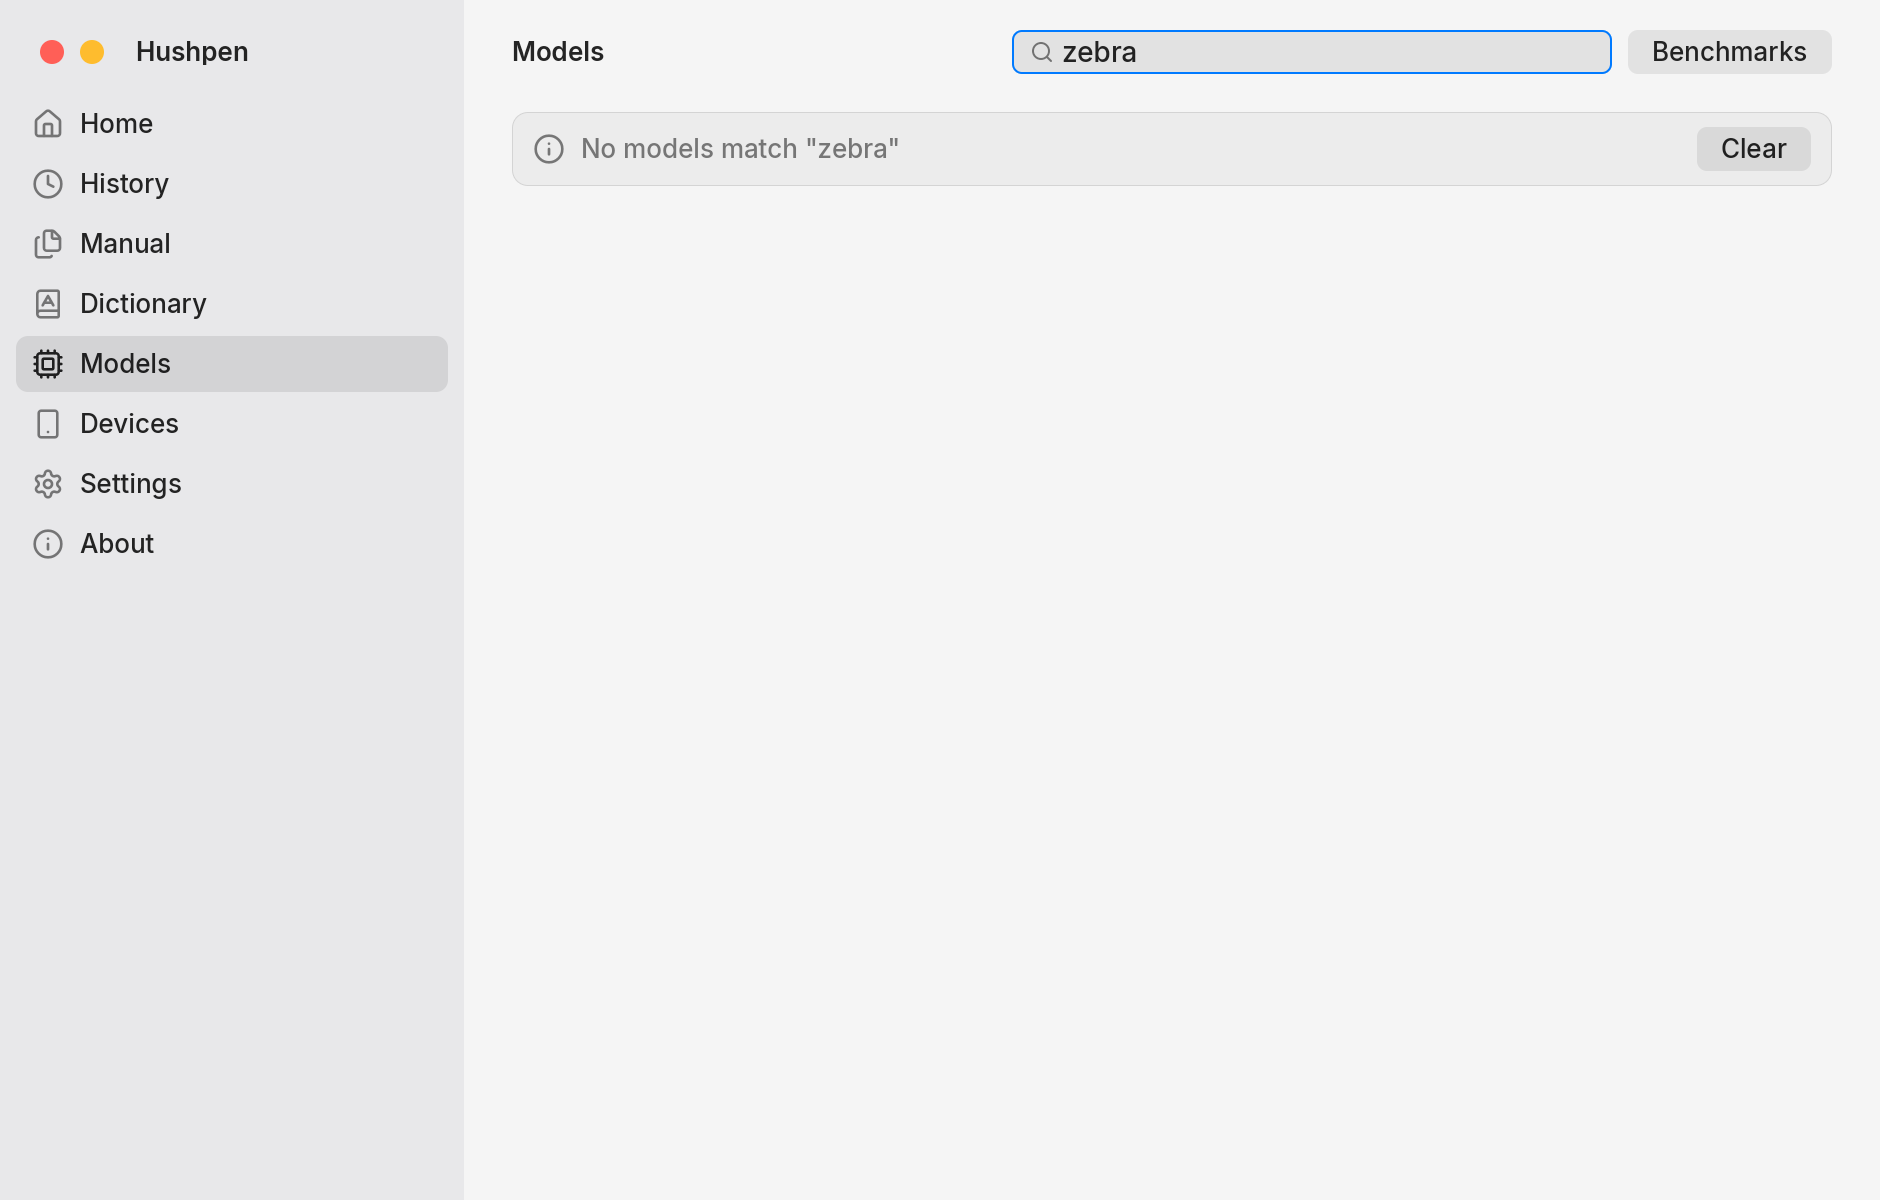 Hushpen
Home
History
Manual
Dictionary
Models
Devices
Settings
About
Models
zebra
Benchmarks
No models match "zebra"
Clear